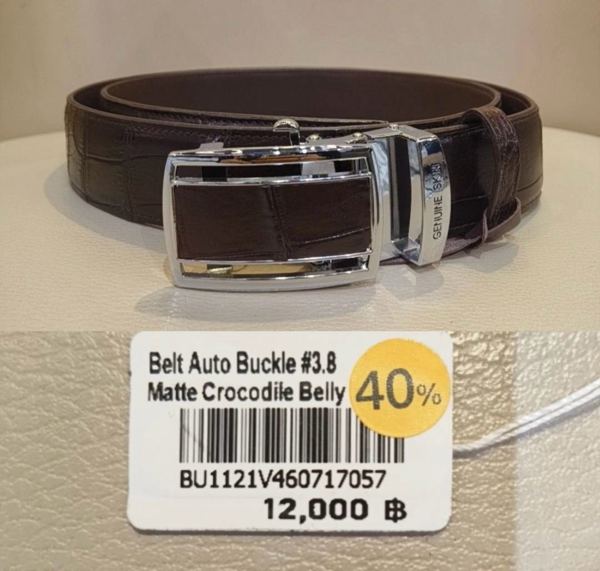 GENUINE SKIN
Belt Auto Buckle #3.8
Matte Crocodile Belly
40%
BU1121V460717057
12,000 ฿